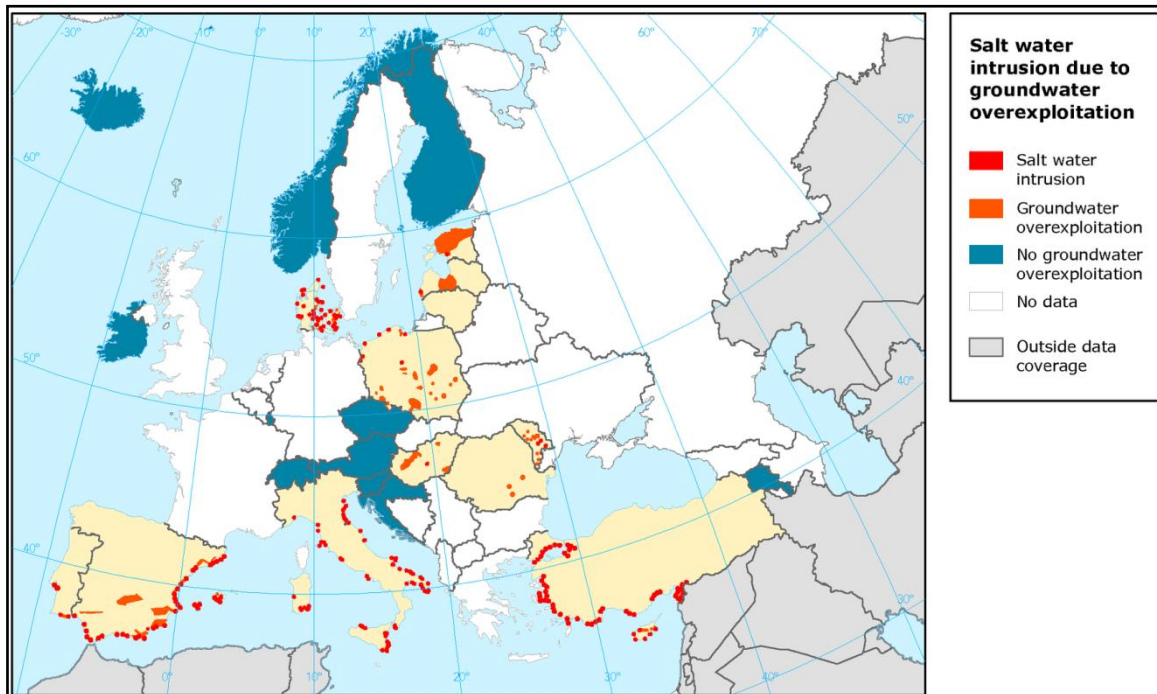 -30°
-20°
-10°
0°
10°
20°
30°
40°
50°
60°
70°
60°
50°
50°
40°
40°
30°
0°
10°
20°
30°
40°
Salt water
intrusion due to
groundwater
overexploitation
Salt water
intrusion
Groundwater
overexploitation
No groundwater
overexploitation
No data
Outside data
coverage